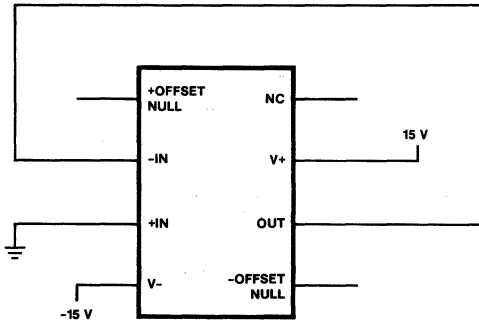 +OFFSET
NULL
NC
15 V
-IN
V+
+IN
OUT
V-
-15 V
-OFFSET
NULL